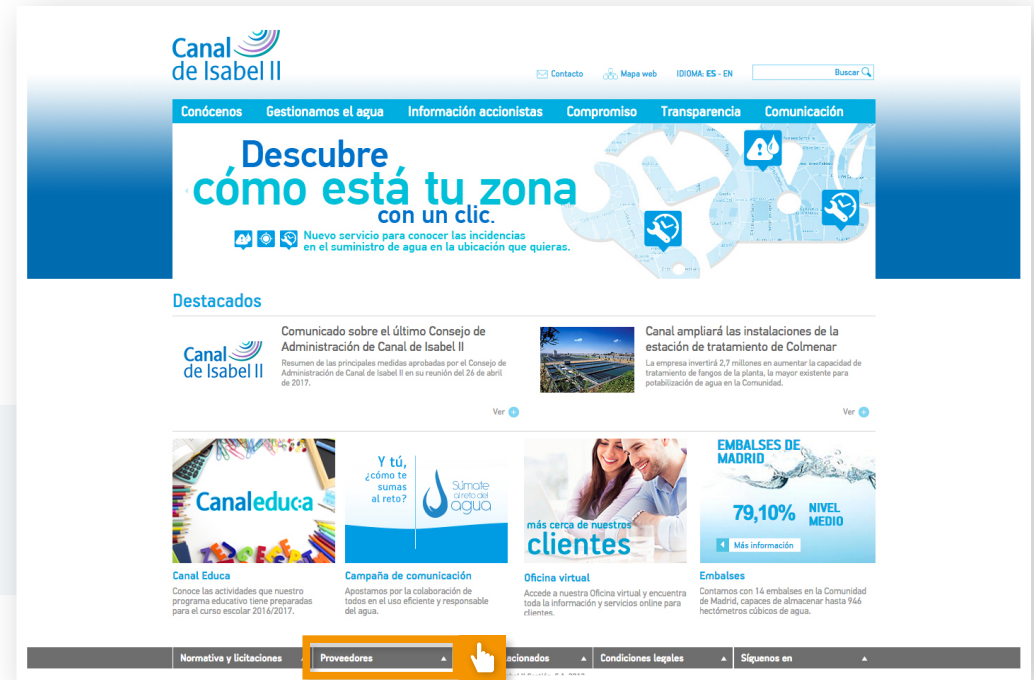 Canal
de Isabel II
Contacto
Mapa web
IDIOMA: ES - EN
Buscar
Conócenos
Gestionamos el agua
Información accionistas
Compromiso
Transparencia
Comunicación
Descubre
cómo está tu zona
con un clic.
Nuevo servicio para conocer las incidencias
en el suministro de agua en la ubicación que quieras.
Destacados
Canal
de Isabel II
Comunicado sobre el último Consejo de
Administración de Canal de Isabel II
Resumen de las principales medidas aprobadas por el Consejo de
Administración de Canal de Isabel II en su reunión del 26 de abril
de 2017.
Ver
Canal ampliará las instalaciones de la
estación de tratamiento de Colmenar
La empresa invertirá 2,7 millones en aumentar la capacidad de
tratamiento de fangos de la planta, la mayor existente para
potabilización de agua en la Comunidad.
Ver
Canaleduca
Canal Educa
Conoce las actividades que nuestro
programa educativo tiene preparadas
para el curso escolar 2016/2017.
Y tú,
¿cómo te
sumas
al reto?
Súmate
al reto del
agua
Campaña de comunicación
Apostamos por la colaboración de
todos en el uso eficiente y responsable
del agua.
más cerca de nuestros
clientes
Oficina virtual
Accede a nuestra Oficina virtual y encuentra
toda la información y servicios online para
clientes.
EMBALSES DE
MADRID
79,10%
NIVEL
MEDIO
Más información
Embalses
Contamos con 14 embalses en la Comunidad
de Madrid, capaces de almacenar hasta 946
hectómetros cúbicos de agua.
Normativa y licitaciones
Proveedores
acionados
Condiciones legales
Síguenos en